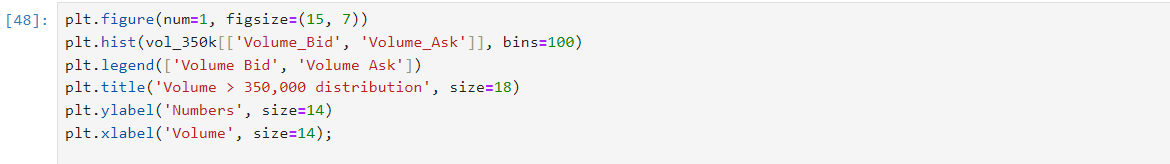 [48]: plt.figure(num=1, figsize=(15, 7))
plt.hist(vol_350k[['Volume_Bid', 'Volume_Ask']], bins=100)
plt.legend(['Volume Bid', 'Volume Ask'])
plt.title('Volume > 350,000 distribution', size=18)
plt.ylabel('Numbers', size=14)
plt.xlabel('Volume', size=14);